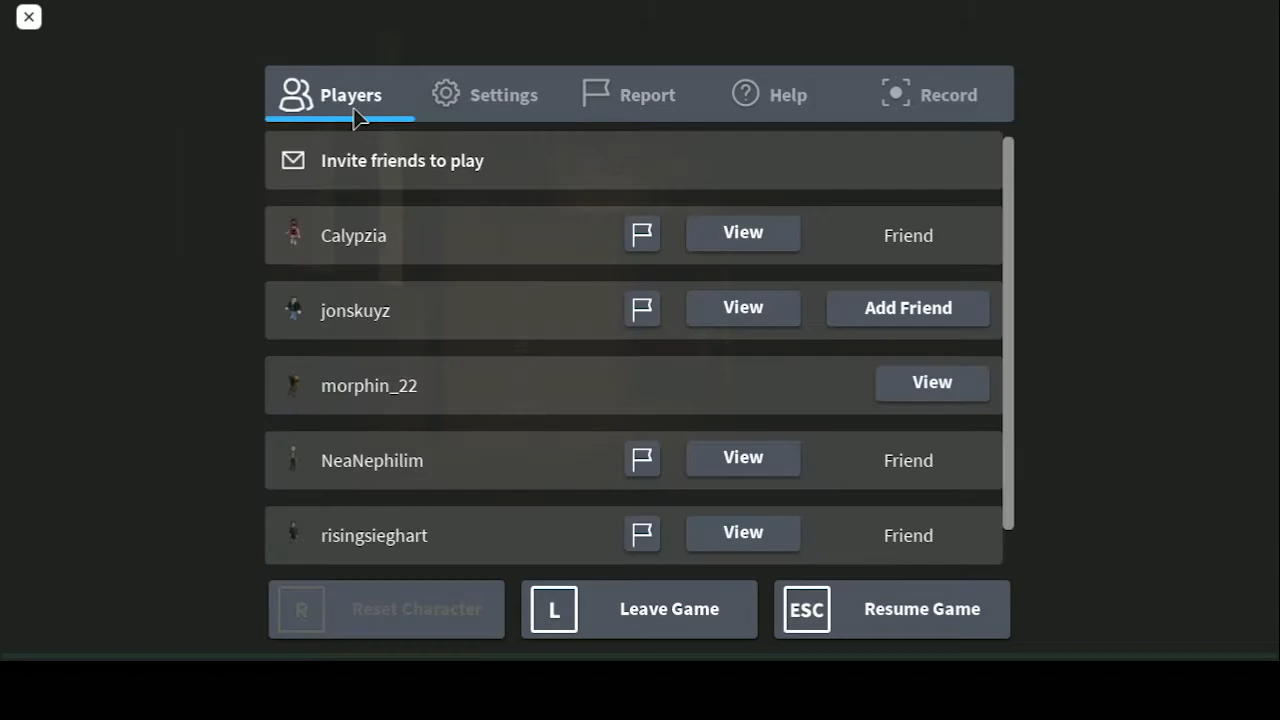 Players Settings Report Help Record
Invite friends to play
Calypzia View Friend
jonskuyz View Add Friend
morphin_22 View
NeaNephilim View Friend
risingsieghart View Friend
R Reset Character L Leave Game ESC Resume Game